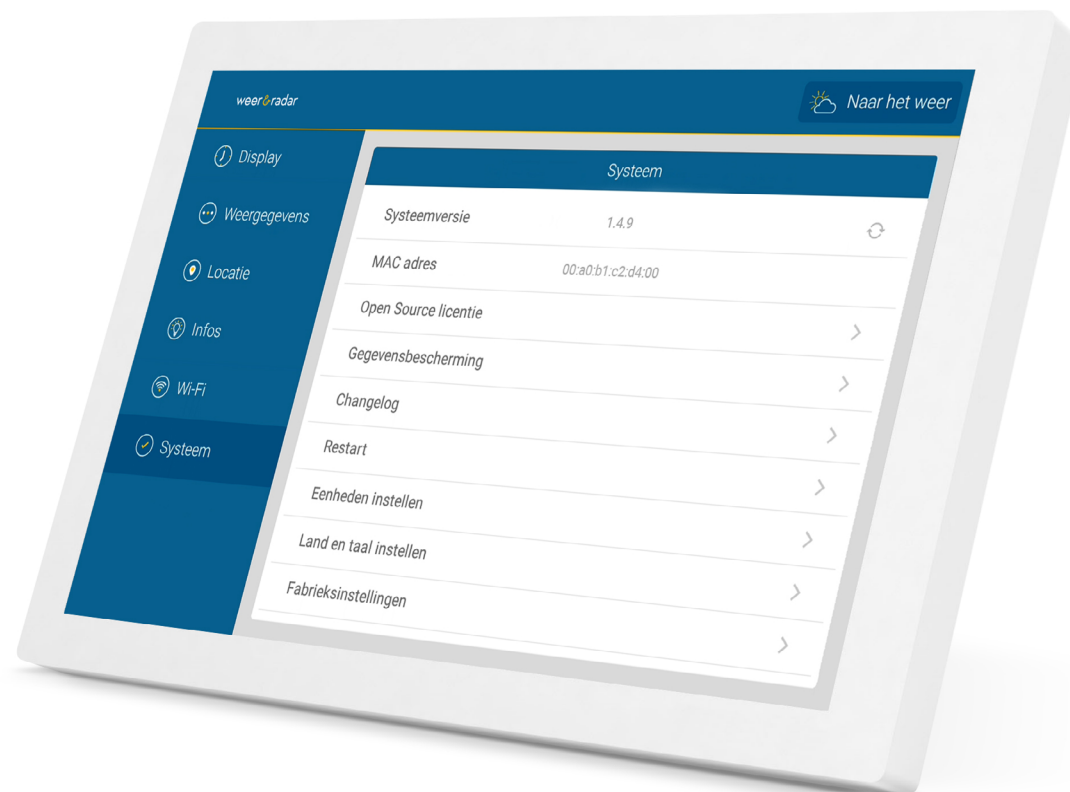 weer&radar
Naar het weer
Display
Weergegevens
Locatie
Infos
Wi-Fi
Systeem
Systeem
Systeemversie 1.4.9
MAC adres 00:a0:b1:c2:d4:00
Open Source licentie
Gegevensbescherming
Changelog
Restart
Eenheden instellen
Land en taal instellen
Fabrieksinstellingen